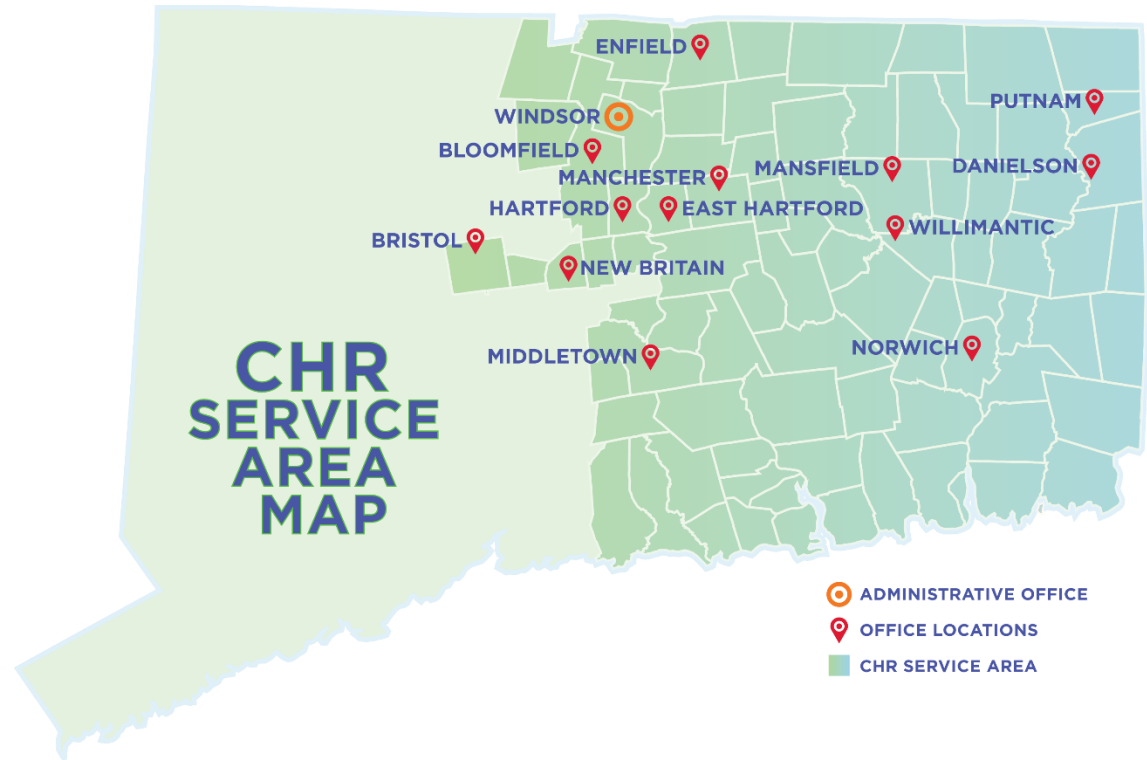 ENFIELD
PUTNAM
WINDSOR
BLOOMFIELD
MANCHESTER
MANSFIELD
DANIELSON
HARTFORD
EAST HARTFORD
WILLIMANTIC
BRISTOL
NEW BRITAIN
MIDDLETOWN
NORWICH
CHR
SERVICE
AREA
MAP
ADMINISTRATIVE OFFICE
OFFICE LOCATIONS
CHR SERVICE AREA